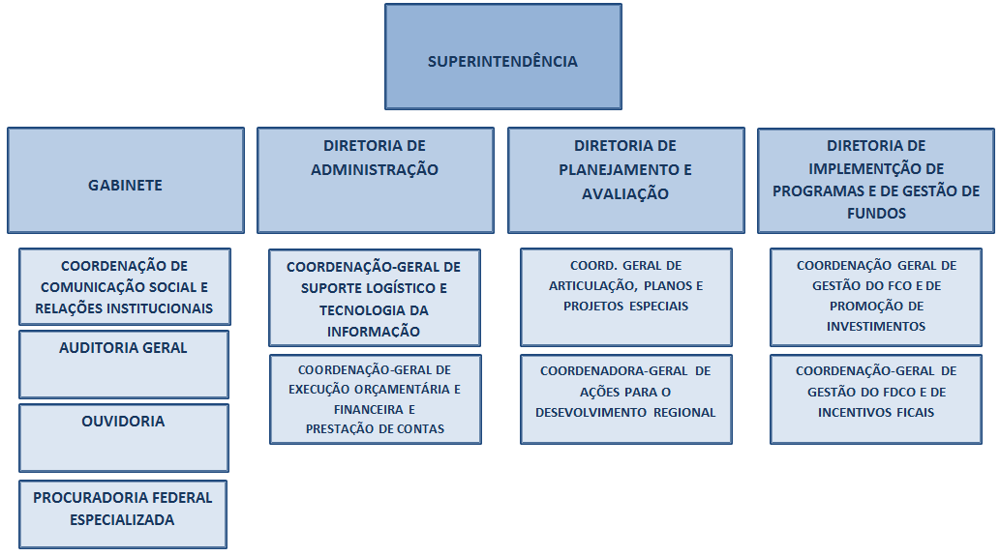 SUPERINTENDÊNCIA
GABINETE
DIRETORIA DE
ADMINISTRAÇÃO
DIRETORIA DE
PLANEJAMENTO E
AVALIAÇÃO
DIRETORIA DE
IMPLEMENTÇÃO DE
PROGRAMAS E DE GESTÃO DE
FUNDOS
COORDENAÇÃO DE
COMUNICAÇÃO SOCIAL E
RELAÇÕES INSTITUCIONAIS
AUDITORIA GERAL
OUVIDORIA
PROCURADORIA FEDERAL
ESPECIALIZADA
COORDENAÇÃO-GERAL DE
SUPORTE LOGÍSTICO E
TECNOLOGIA DA
INFORMAÇÃO
COORDENAÇÃO-GERAL DE
EXECUÇÃO ORÇAMENTÁRIA E
FINANCEIRA E
PRESTAÇÃO DE CONTAS
COORD. GERAL DE
ARTICULAÇÃO, PLANOS E
PROJETOS ESPECIAIS
COORDENADORA-GERAL DE
AÇÕES PARA O
DESEVOLVIMENTO REGIONAL
COORDENAÇÃO GERAL DE
GESTÃO DO FCO E DE
PROMOÇÃO DE
INVESTIMENTOS
COORDENAÇÃO-GERAL DE
GESTÃO DO FDCO E DE
INCENTIVOS FICAIS